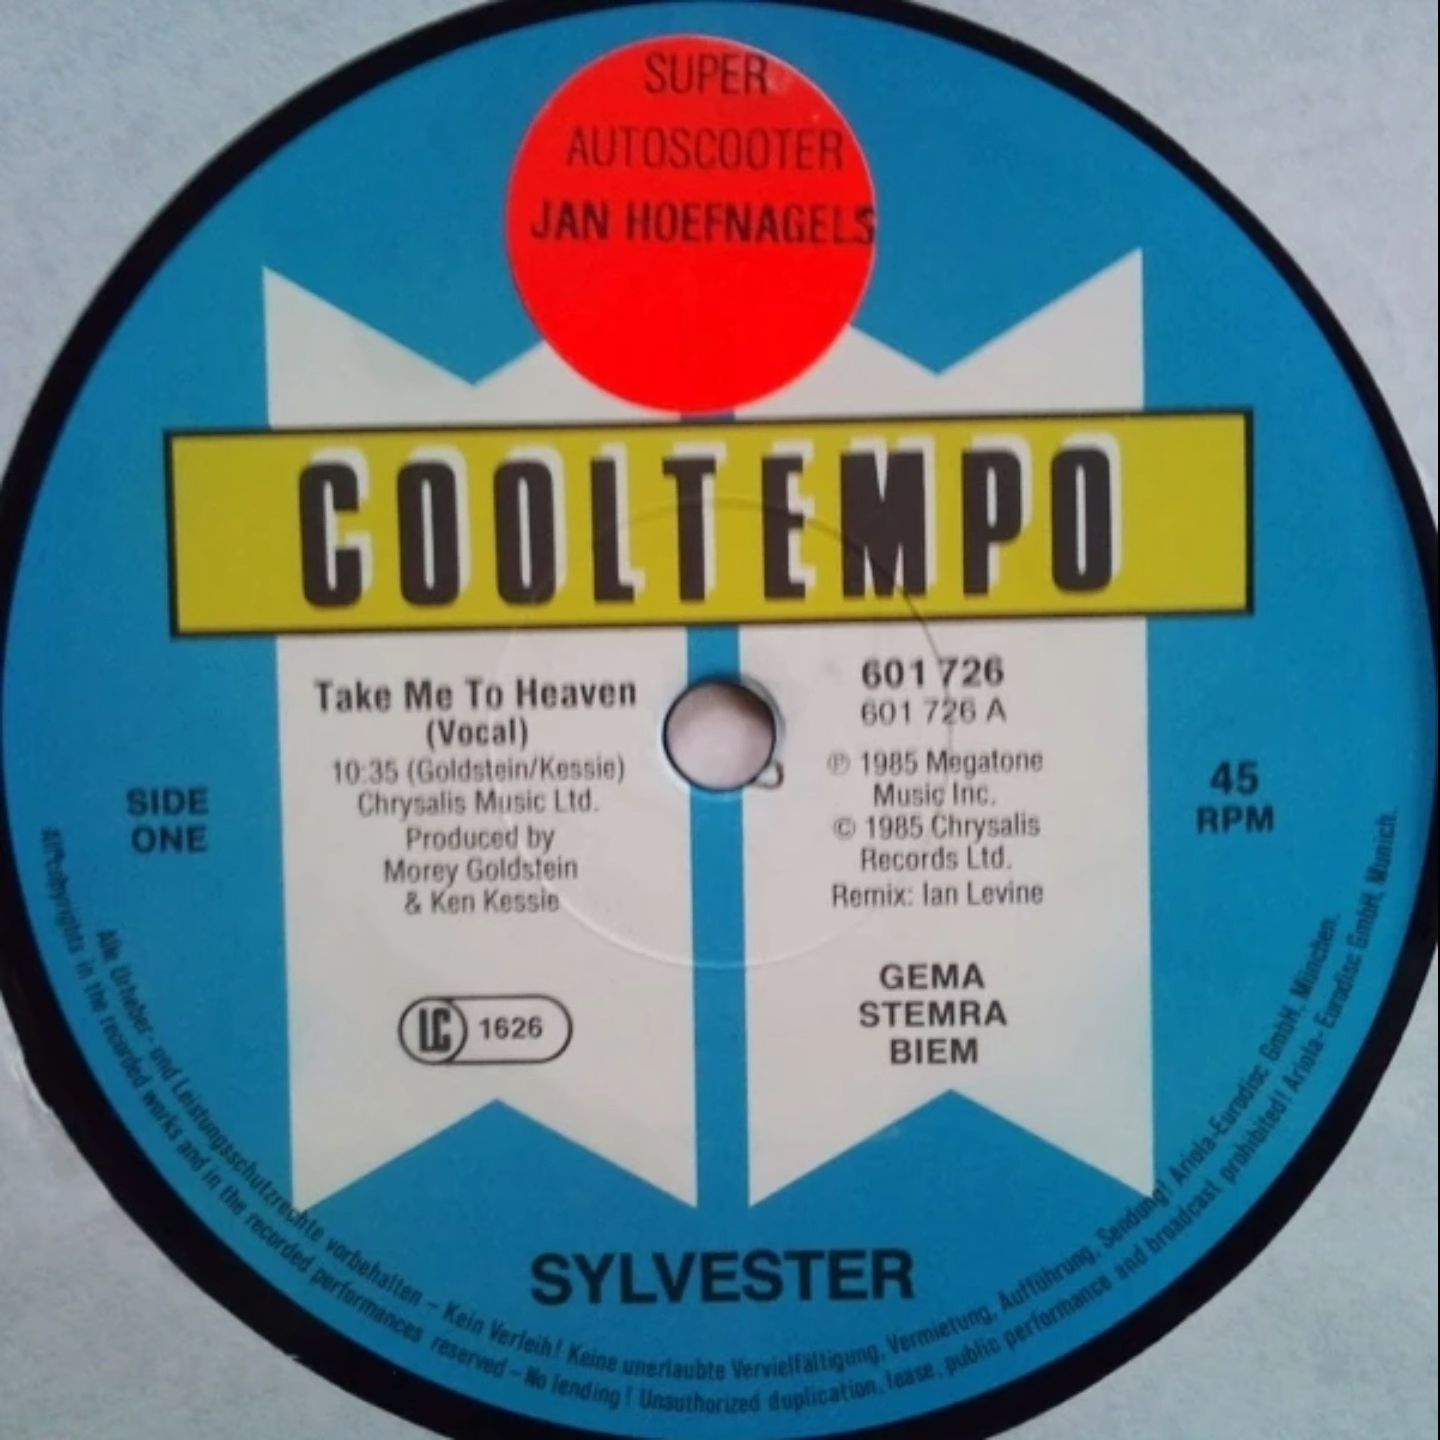 SUPER
AUTOSCOOTER
JAN HOEFNAGELS
COOLTEMPO
Take Me To Heaven
(Vocal)
10:35 (Goldstein/Kessie)
Chrysalis Music Ltd.
Produced by
Morey Goldstein
& Ken Kessie
LC 1626
601 726
601 726 A
℗ 1985 Megatone
Music Inc.
© 1985 Chrysalis
Records Ltd.
Remix: Ian Levine
GEMA
STEMRA
BIEM
SIDE
ONE
45
RPM
SYLVESTER
Alle Urheber- und Leistungsschutzrechte vorbehalten – Kein Verleih! Keine unerlaubte Vervielfältigung, Vermietung, Aufführung, Sendung! Ariola-Eurodisc GmbH, München.
All copyrights in the recorded works and in the recorded performances reserved – No lending! Unauthorized duplication, lease, public performance and broadcast prohibited! Ariola-Eurodisc GmbH, Munich.